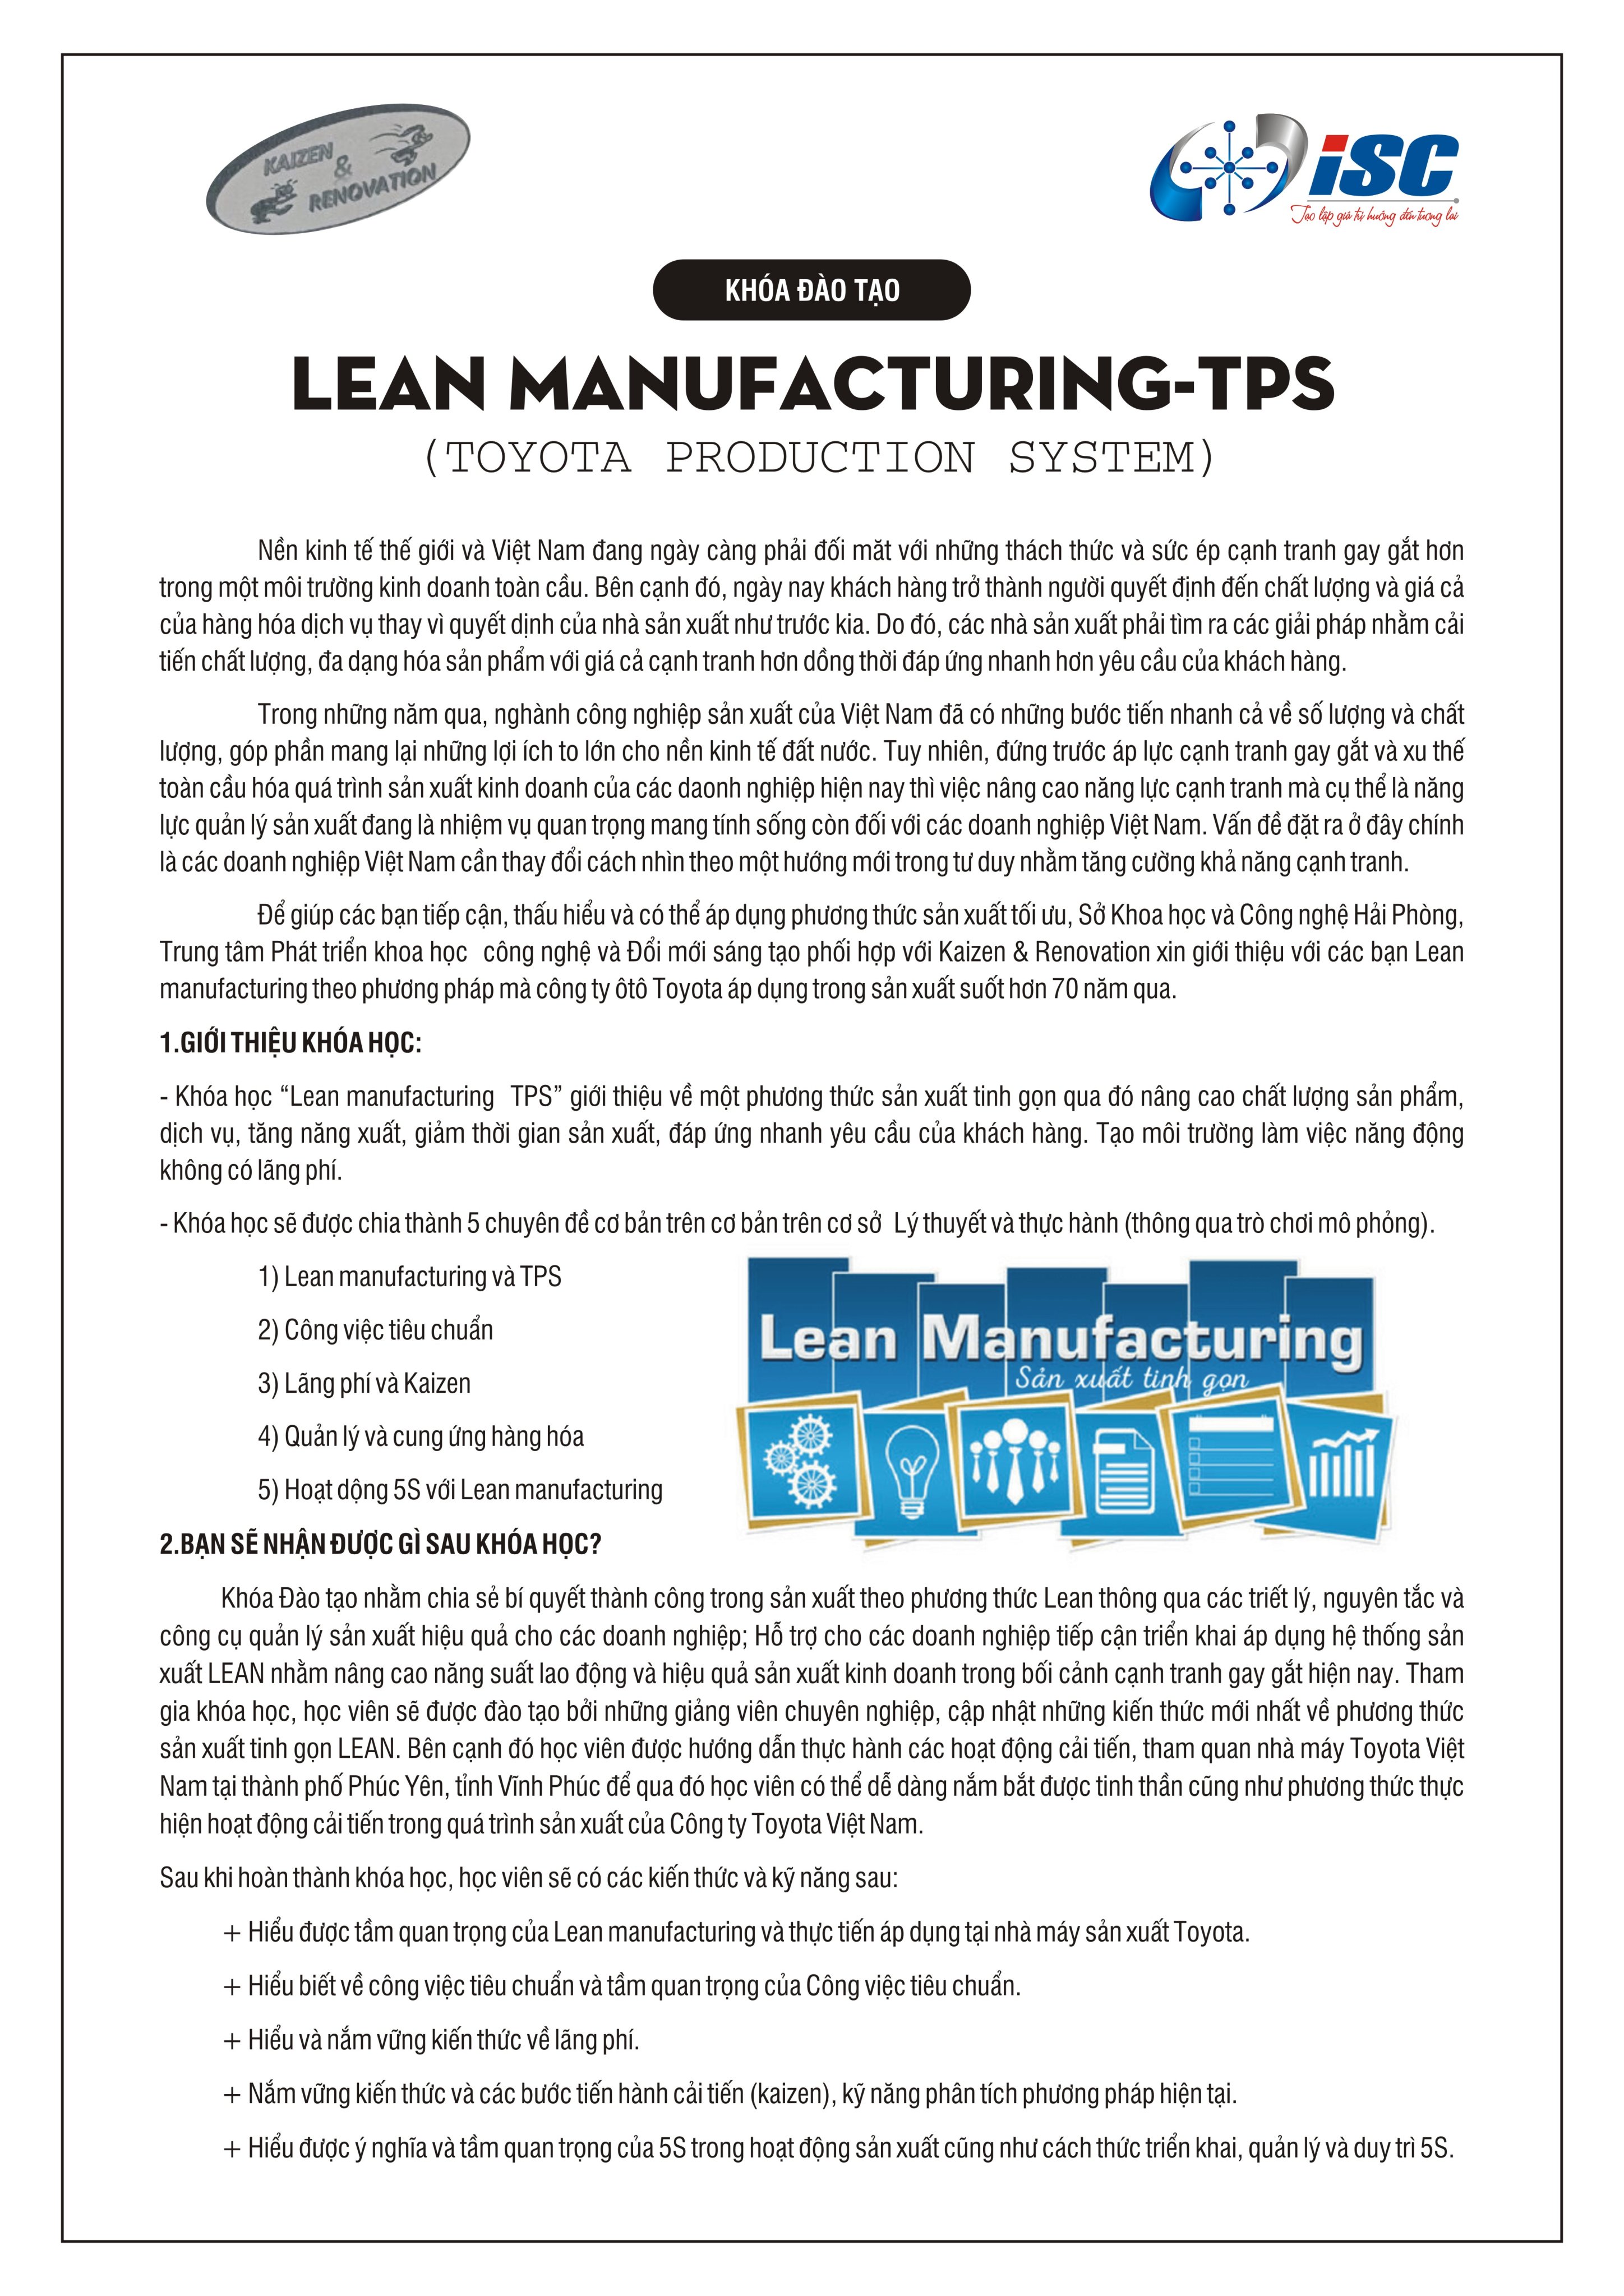 KAIZEN
&
RENOVATION
iSC
Tạo lập giá trị hướng đến tương lai
KHÓA ĐÀO TẠO
LEAN MANUFACTURING-TPS
(TOYOTA PRODUCTION SYSTEM)
Nền kinh tế thế giới và Việt Nam đang ngày càng phải đối măt với những thách thức và sức ép cạnh tranh gay gắt hơn
trong một môi trường kinh doanh toàn cầu. Bên cạnh đó, ngày nay khách hàng trở thành người quyết định đến chất lượng và giá cả
của hàng hóa dịch vụ thay vì quyết dịnh của nhà sản xuất như trước kia. Do đó, các nhà sản xuất phải tìm ra các giải pháp nhằm cải
tiến chất lượng, đa dạng hóa sản phẩm với giá cả cạnh tranh hơn dồng thời đáp ứng nhanh hơn yêu cầu của khách hàng.
Trong những năm qua, nghành công nghiệp sản xuất của Việt Nam đã có những bước tiến nhanh cả về số lượng và chất
lượng, góp phần mang lại những lợi ích to lớn cho nền kinh tế đất nước. Tuy nhiên, đứng trước áp lực cạnh tranh gay gắt và xu thế
toàn cầu hóa quá trình sản xuất kinh doanh của các daonh nghiệp hiện nay thì việc nâng cao năng lực cạnh tranh mà cụ thể là năng
lực quản lý sản xuất đang là nhiệm vụ quan trọng mang tính sống còn đối với các doanh nghiệp Việt Nam. Vấn đề đặt ra ở đây chính
là các doanh nghiệp Việt Nam cần thay đổi cách nhìn theo một hướng mới trong tư duy nhằm tăng cường khả năng cạnh tranh.
Để giúp các bạn tiếp cận, thấu hiểu và có thể áp dụng phương thức sản xuất tối ưu, Sở Khoa học và Công nghệ Hải Phòng,
Trung tâm Phát triển khoa học công nghệ và Đổi mới sáng tạo phối hợp với Kaizen & Renovation xin giới thiệu với các bạn Lean
manufacturing theo phương pháp mà công ty ôtô Toyota áp dụng trong sản xuất suốt hơn 70 năm qua.
1.GIỚI THIỆU KHÓA HỌC:
- Khóa học “Lean manufacturing TPS” giới thiệu về một phương thức sản xuất tinh gọn qua đó nâng cao chất lượng sản phẩm,
dịch vụ, tăng năng xuất, giảm thời gian sản xuất, đáp ứng nhanh yêu cầu của khách hàng. Tạo môi trường làm việc năng động
không có lãng phí.
- Khóa học sẽ được chia thành 5 chuyên đề cơ bản trên cơ bản trên cơ sở Lý thuyết và thực hành (thông qua trò chơi mô phỏng).
1) Lean manufacturing và TPS
2) Công việc tiêu chuẩn
3) Lãng phí và Kaizen
4) Quản lý và cung ứng hàng hóa
5) Hoạt dộng 5S với Lean manufacturing
Lean Manufacturing
Sản xuất tinh gọn
2.BẠN SẼ NHẬN ĐƯỢC GÌ SAU KHÓA HỌC?
Khóa Đào tạo nhằm chia sẻ bí quyết thành công trong sản xuất theo phương thức Lean thông qua các triết lý, nguyên tắc và
công cụ quản lý sản xuất hiệu quả cho các doanh nghiệp; Hỗ trợ cho các doanh nghiệp tiếp cận triển khai áp dụng hệ thống sản
xuất LEAN nhằm nâng cao năng suất lao động và hiệu quả sản xuất kinh doanh trong bối cảnh cạnh tranh gay gắt hiện nay. Tham
gia khóa học, học viên sẽ được đào tạo bởi những giảng viên chuyên nghiệp, cập nhật những kiến thức mới nhất về phương thức
sản xuất tinh gọn LEAN. Bên cạnh đó học viên được hướng dẫn thực hành các hoạt động cải tiến, tham quan nhà máy Toyota Việt
Nam tại thành phố Phúc Yên, tỉnh Vĩnh Phúc để qua đó học viên có thể dễ dàng nắm bắt được tinh thần cũng như phương thức thực
hiện hoạt động cải tiến trong quá trình sản xuất của Công ty Toyota Việt Nam.
Sau khi hoàn thành khóa học, học viên sẽ có các kiến thức và kỹ năng sau:
+ Hiểu được tầm quan trọng của Lean manufacturing và thực tiến áp dụng tại nhà máy sản xuất Toyota.
+ Hiểu biết về công việc tiêu chuẩn và tầm quan trọng của Công việc tiêu chuẩn.
+ Hiểu và nắm vững kiến thức về lãng phí.
+ Nắm vững kiến thức và các bước tiến hành cải tiến (kaizen), kỹ năng phân tích phương pháp hiện tại.
+ Hiểu được ý nghĩa và tầm quan trọng của 5S trong hoạt động sản xuất cũng như cách thức triển khai, quản lý và duy trì 5S.